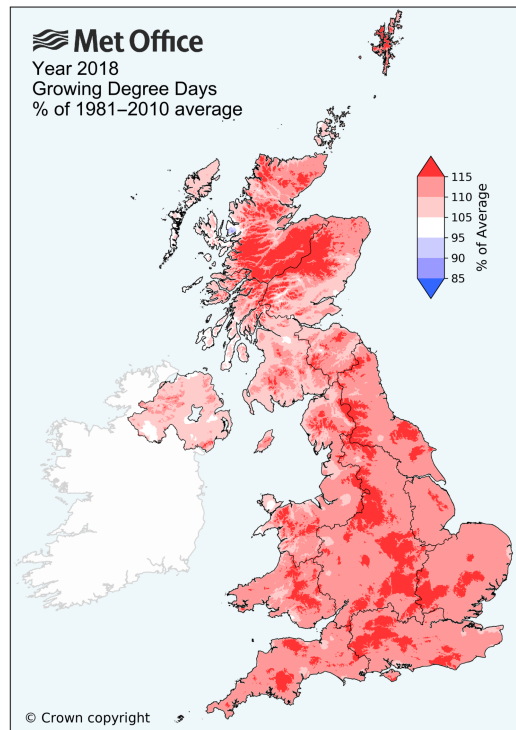 Met Office
Year 2018
Growing Degree Days
% of 1981−2010 average
115
110
105
95
90
85
% of Average
© Crown copyright